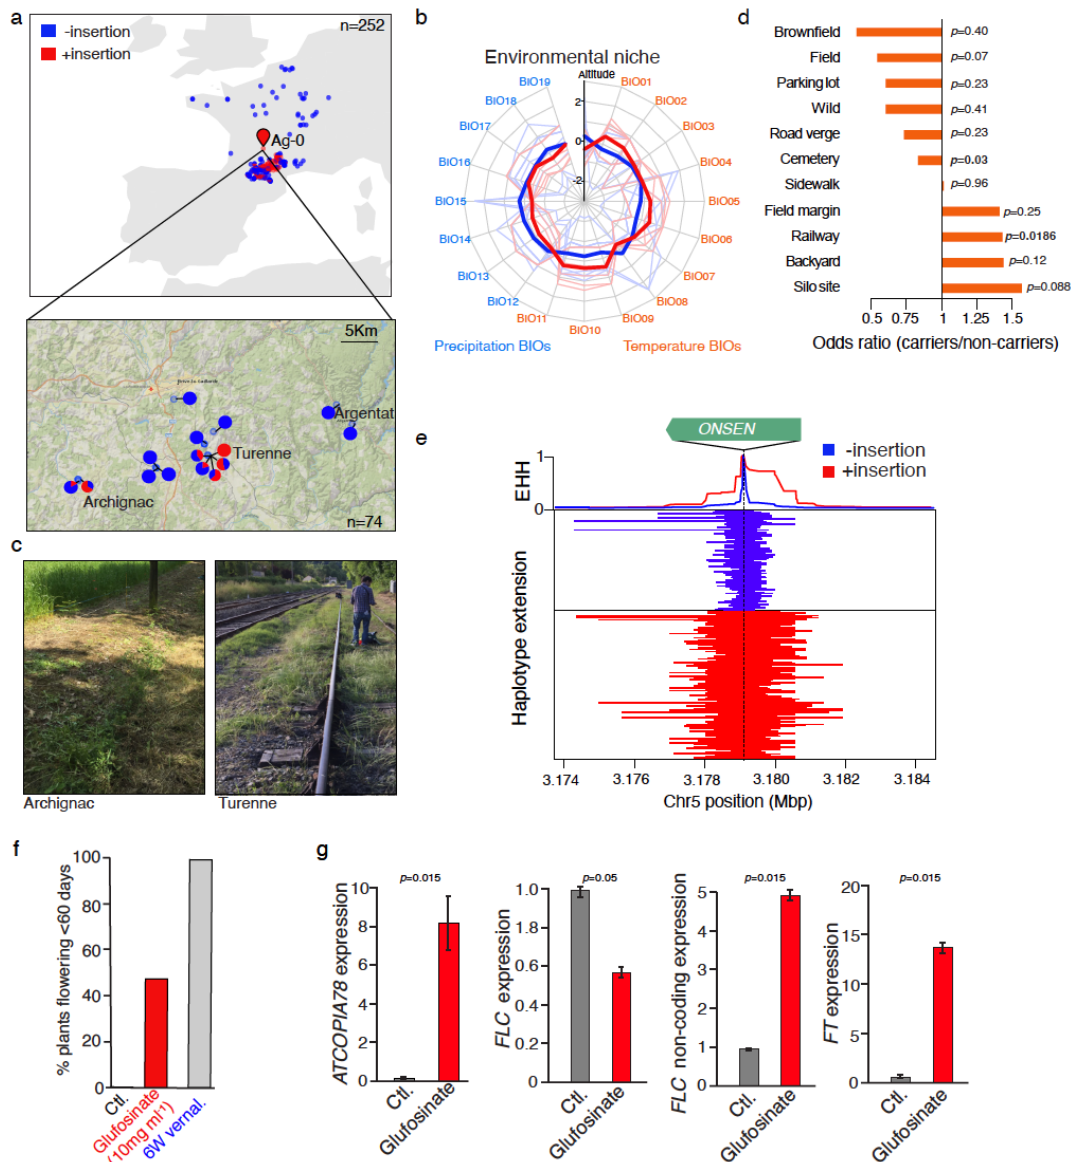 a
-insertion
+insertion
n=252
Ag-0
5Km
Argentat
Turenne
Archignac
n=74
b
Environmental niche
Altitude
2
0
-2
BIO01
BIO02
BIO03
BIO04
BIO05
BIO06
BIO07
BIO08
BIO09
BIO10
BIO11
BIO12
BIO13
BIO14
BIO15
BIO16
BIO17
BIO18
BIO19
Precipitation BIOs
Temperature BIOs
c
Archignac
Turenne
d
Brownfield p=0.40
Field p=0.07
Parking lot p=0.23
Wild p=0.41
Road verge p=0.23
Cemetery p=0.03
Sidewalk p=0.96
Field margin p=0.25
Railway p=0.0186
Backyard p=0.12
Silo site p=0.088
0.5 0.75 1 1.5
Odds ratio (carriers/non-carriers)
e
ONSEN
-insertion
+insertion
1
0
EHH
Haplotype extension
3.174 3.176 3.178 3.180 3.182 3.184
Chr5 position (Mbp)
f
% plants flowering <60 days
100
80
60
40
20
0
Ctl.
Glufosinate
(10mg ml-1)
6W vernal.
g
p=0.015
ATCOPIA78 expression
10
8
6
4
2
0
Ctl.
Glufosinate
p=0.05
FLC expression
1.0
1.8
0.6
0.4
0.2
0
Ctl.
Glufosinate
p=0.015
FLC non-coding expression
5
4
3
2
1
0
Ctl.
Glufosinate
p=0.015
FT expression
20
15
10
5
0
Ctl.
Glufosinate